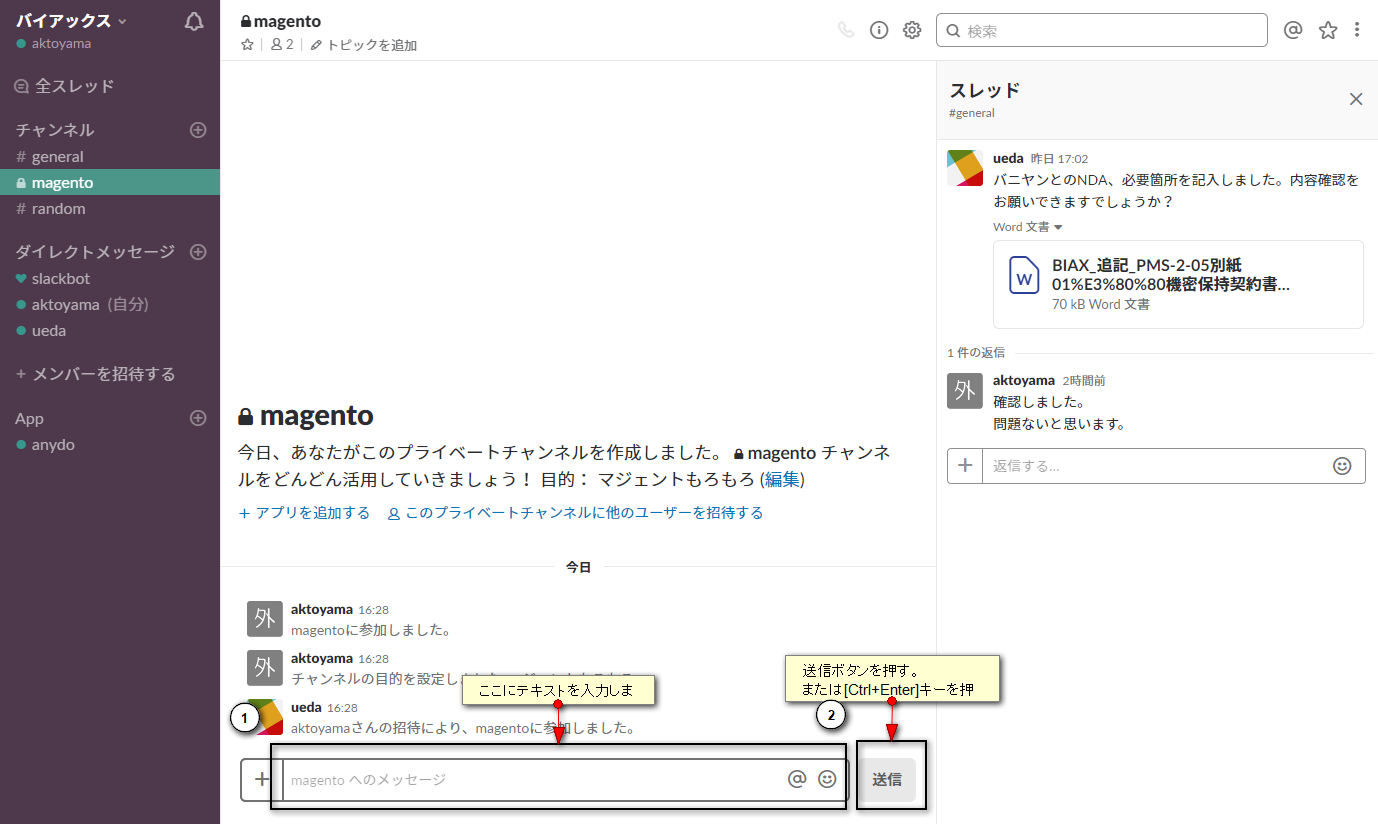 バイアックス
aktoyama
全スレッド
チャンネル
# general
magento
# random
ダイレクトメッセージ
slackbot
aktoyama (自分)
ueda
+ メンバーを招待する
App
anydo
magento
2
トピックを追加
検索
magento
今日、あなたがこのプライベートチャンネルを作成しました。 magento チャンネ
ルをどんどん活用していきましょう！ 目的： マジェントもろもろ (編集)
+ アプリを追加する このプライベートチャンネルに他のユーザーを招待する
今日
外
aktoyama 16:28
magentoに参加しました。
外
aktoyama 16:28
チャンネルの目的を設定し
ueda 16:28
aktoyamaさんの招待により、magentoに参加しました。
1
ここにテキストを入力しま
送信ボタンを押す。
または[Ctrl+Enter]キーを押
2
+ magento へのメッセージ
送信
スレッド
#general
ueda 昨日 17:02
バニヤンとのNDA、必要箇所を記入しました。内容確認を
お願いできますでしょうか？
Word 文書
W
BIAX_追記_PMS-2-05別紙
01%E3%80%80機密保持契約書...
70 kB Word 文書
1 件の返信
外
aktoyama 2時間前
確認しました。
問題ないと思います。
+ 返信する...